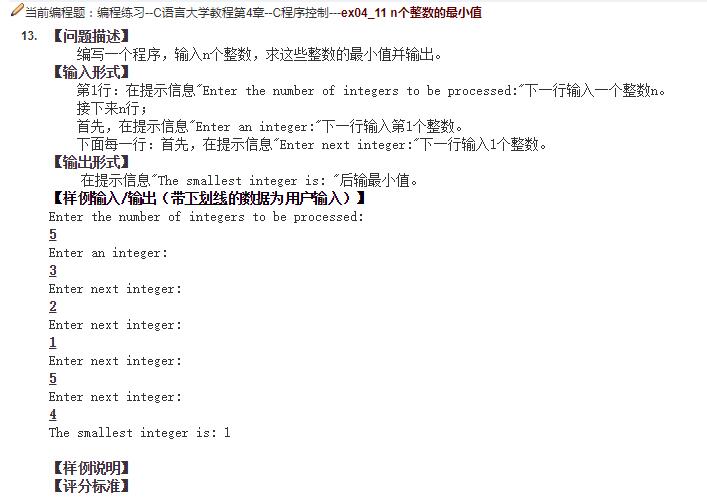 当前编程题：编程练习--C语言大学教程第4章--C程序控制---ex04_11 n个整数的最小值
13. 【问题描述】
编写一个程序，输入n个整数，求这些整数的最小值并输出。
【输入形式】
第1行：在提示信息"Enter the number of integers to be processed:"下一行输入一个整数n。
接下来n行；
首先，在提示信息"Enter an integer:"下一行输入第1个整数。
下面每一行：首先，在提示信息"Enter next integer:"下一行输入1个整数。
【输出形式】
在提示信息"The smallest integer is: "后输最小值。
【样例输入/输出（带下划线的数据为用户输入）】
Enter the number of integers to be processed:
5
Enter an integer:
3
Enter next integer:
2
Enter next integer:
1
Enter next integer:
5
Enter next integer:
4
The smallest integer is: 1
【样例说明】
【评分标准】